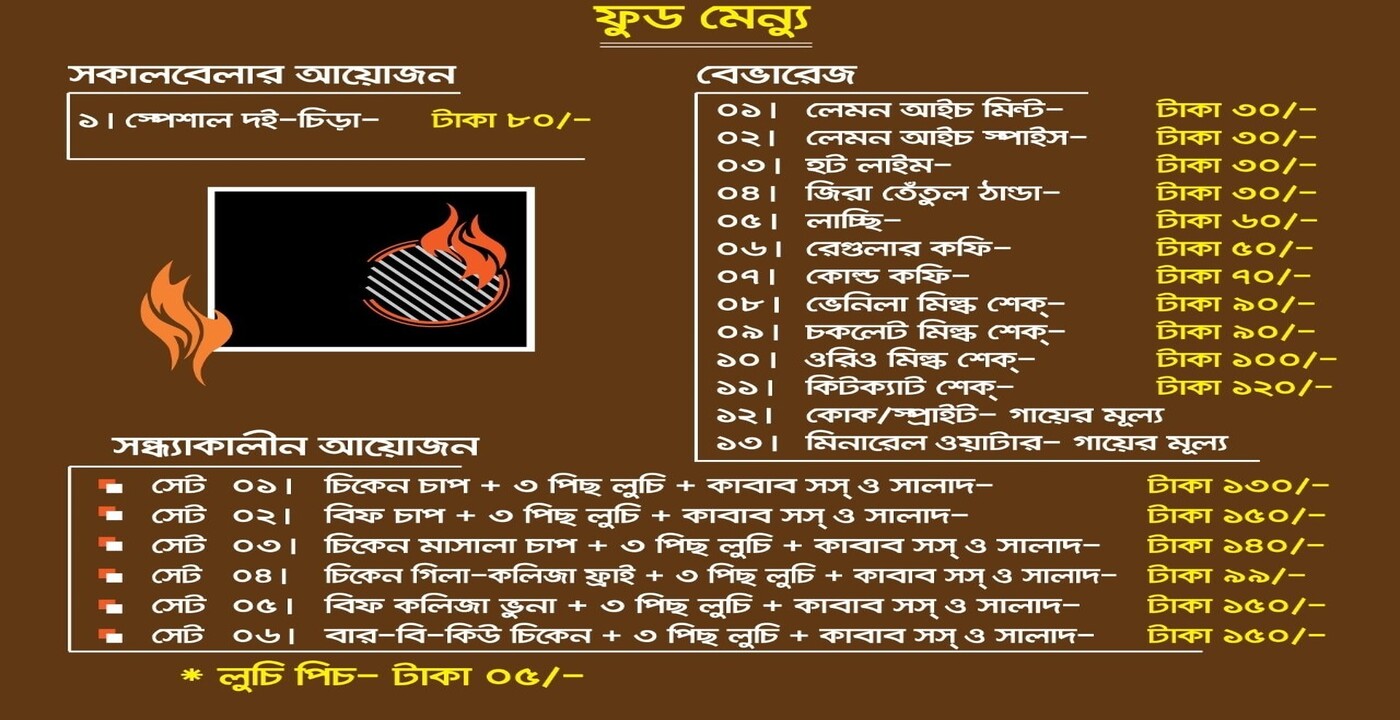 ফুড মেন্যু
সকালবেলার আয়োজন
১। স্পেশাল দই-চিড়া- টাকা ৮০/-
বেভারেজ
০১। লেমন আইচ মিন্ট- টাকা ৩০/-
০২। লেমন আইচ স্পাইস- টাকা ৩০/-
০৩। হট লাইম- টাকা ৩০/-
০৪। জিরা তেঁতুল ঠাণ্ডা- টাকা ৩০/-
০৫। লাচ্ছি- টাকা ৬০/-
০৬। রেগুলার কফি- টাকা ৫০/-
০৭। কোল্ড কফি- টাকা ৭০/-
০৮। ভেনিলা মিল্ক শেক্- টাকা ৯০/-
০৯। চকলেট মিল্ক শেক্- টাকা ৯০/-
১০। ওরিও মিল্ক শেক্- টাকা ১০০/-
১১। কিটক্যাট শেক্- টাকা ১২০/-
১২। কোক/স্প্রাইট- গায়ের মূল্য
১৩। মিনারেল ওয়াটার- গায়ের মূল্য
সন্ধ্যাকালীন আয়োজন
সেট ০১। চিকেন চাপ + ৩ পিছ লুচি + কাবাব সস্ ও সালাদ- টাকা ১৩০/-
সেট ০২। বিফ চাপ + ৩ পিছ লুচি + কাবাব সস্ ও সালাদ- টাকা ১৫০/-
সেট ০৩। চিকেন মাসালা চাপ + ৩ পিছ লুচি + কাবাব সস্ ও সালাদ- টাকা ১৪০/-
সেট ০৪। চিকেন গিলা-কলিজা ফ্রাই + ৩ পিছ লুচি + কাবাব সস্ ও সালাদ- টাকা ৯৯/-
সেট ০৫। বিফ কলিজা ভুনা + ৩ পিছ লুচি + কাবাব সস্ ও সালাদ- টাকা ১৫০/-
সেট ০৬। বার-বি-কিউ চিকেন + ৩ পিছ লুচি + কাবাব সস্ ও সালাদ- টাকা ১৫০/-
* লুচি পিচ- টাকা ০৫/-